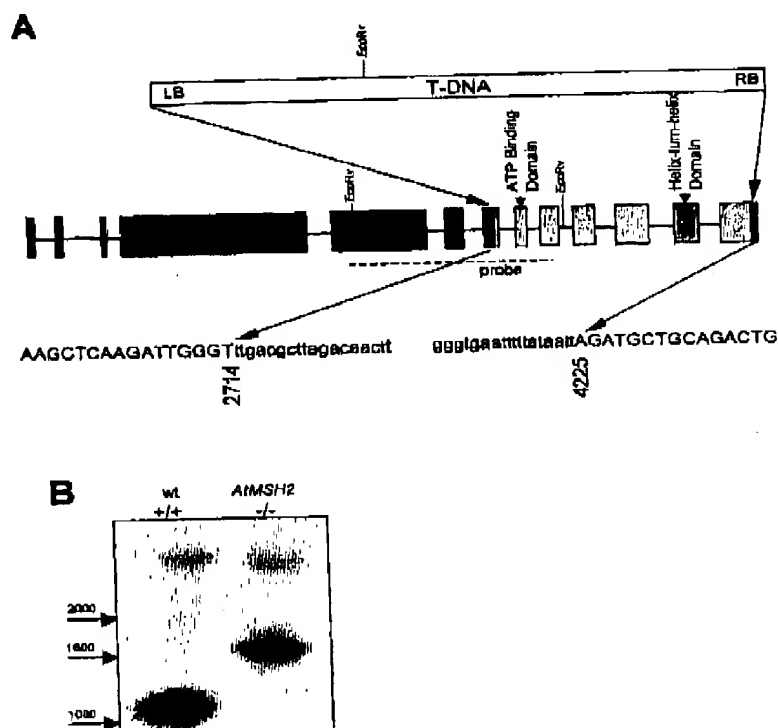 A
EcoRv
LB T-DNA RB
EcoRv
ATP Binding
Domain
EcoRv
Helix-turn-helix
Domain
probe
AAGCTCAAGATTGGGTttgacgcttagacaactt
2714
gggtgaatttttataattAGATGCTGCAGACTG
4225
B
wt
+/+
AtMSH2
-/-
2000
1600
1000